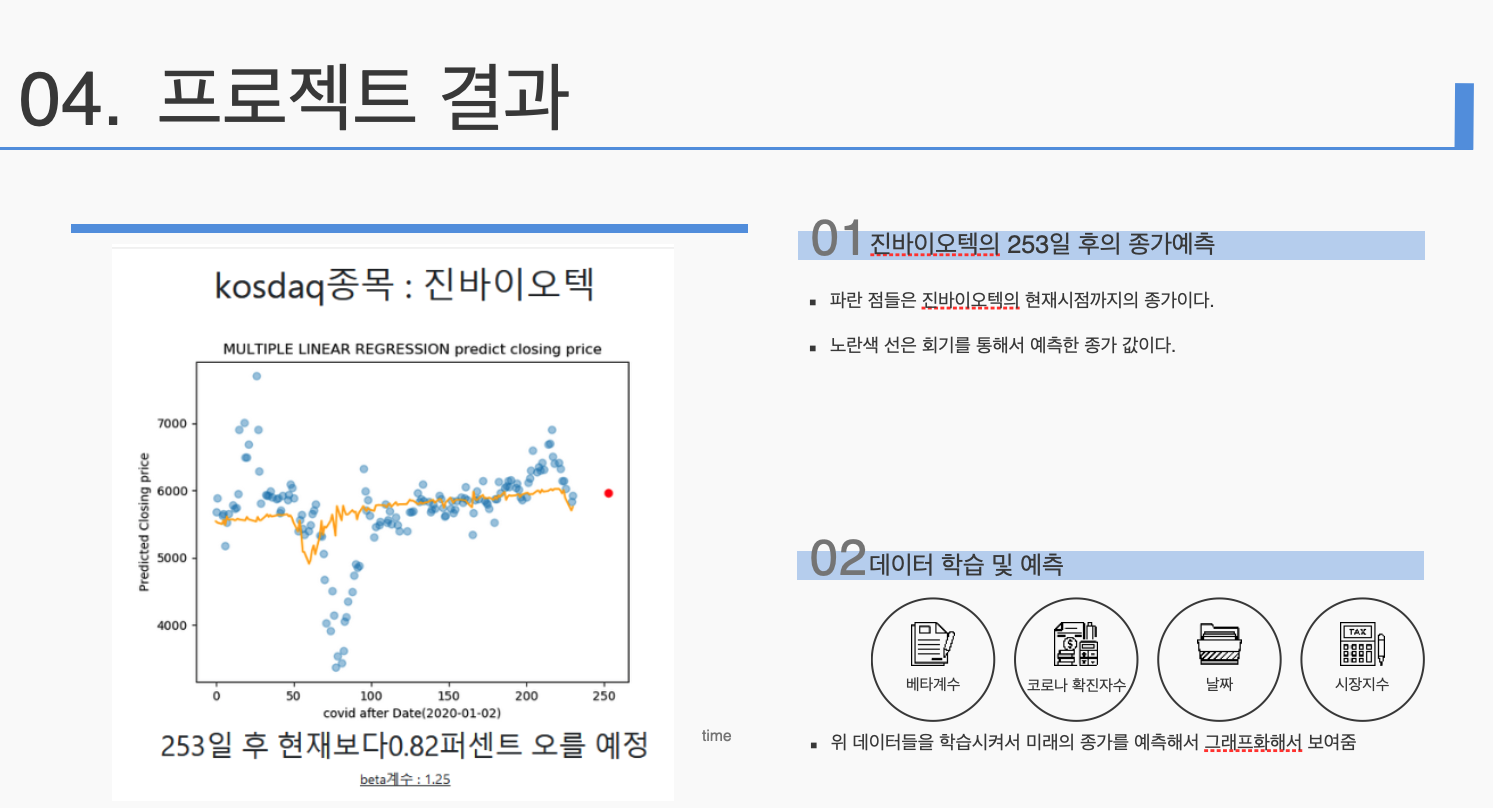 04. 프로젝트 결과
kosdaq종목 : 진바이오텍
MULTIPLE LINEAR REGRESSION predict closing price
Predicted Closing price
7000
6000
5000
4000
0 50 100 150 200 250
covid after Date(2020-01-02)
253일 후 현재보다0.82퍼센트 오를 예정
beta계수 : 1.25
time
01 진바이오텍의 253일 후의 종가예측
▪ 파란 점들은 진바이오텍의 현재시점까지의 종가이다.
▪ 노란색 선은 회기를 통해서 예측한 종가 값이다.
02 데이터 학습 및 예측
TAX
베타계수 코로나 확진자수 날짜 시장지수
▪ 위 데이터들을 학습시켜서 미래의 종가를 예측해서 그래프화해서 보여줌